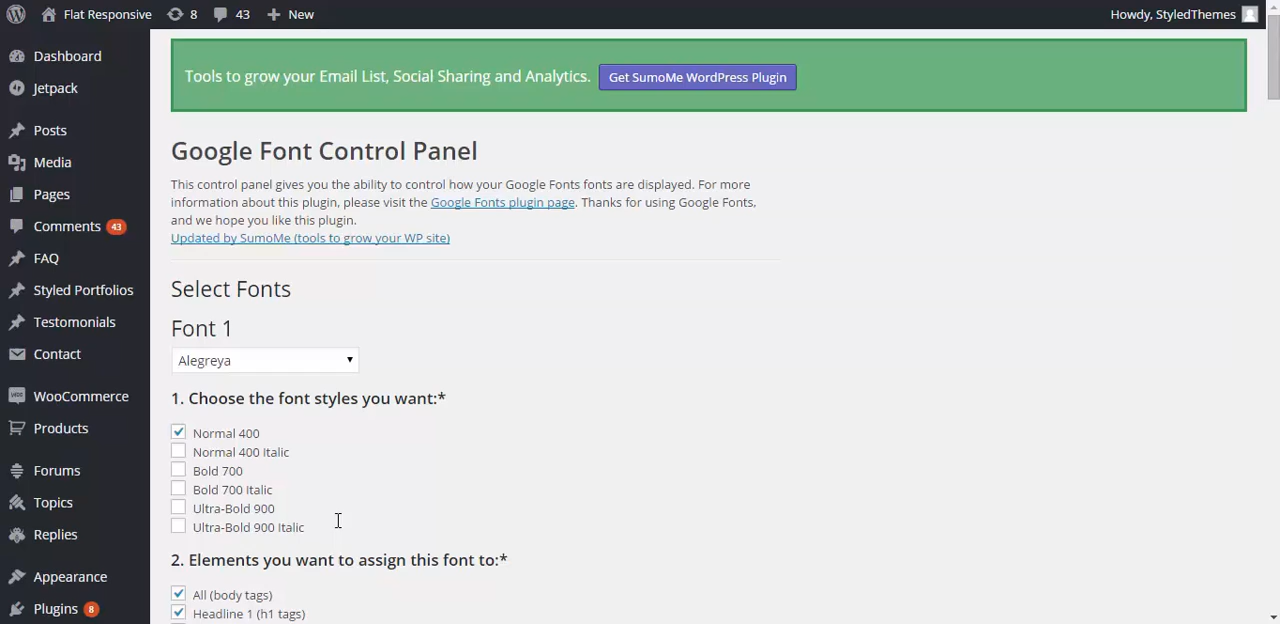 Flat Responsive 8 43 New Howdy, StyledThemes
Dashboard
Jetpack
Posts
Media
Pages
Comments 43
FAQ
Styled Portfolios
Testomonials
Contact
WooCommerce
Products
Forums
Topics
Replies
Appearance
Plugins 8
Tools to grow your Email List, Social Sharing and Analytics. Get SumoMe WordPress Plugin
Google Font Control Panel
This control panel gives you the ability to control how your Google Fonts fonts are displayed. For more
information about this plugin, please visit the Google Fonts plugin page. Thanks for using Google Fonts,
and we hope you like this plugin.
Updated by SumoMe (tools to grow your WP site)
Select Fonts
Font 1
Alegreya
1. Choose the font styles you want:*
Normal 400
Normal 400 Italic
Bold 700
Bold 700 Italic
Ultra-Bold 900
Ultra-Bold 900 Italic
2. Elements you want to assign this font to:*
All (body tags)
Headline 1 (h1 tags)